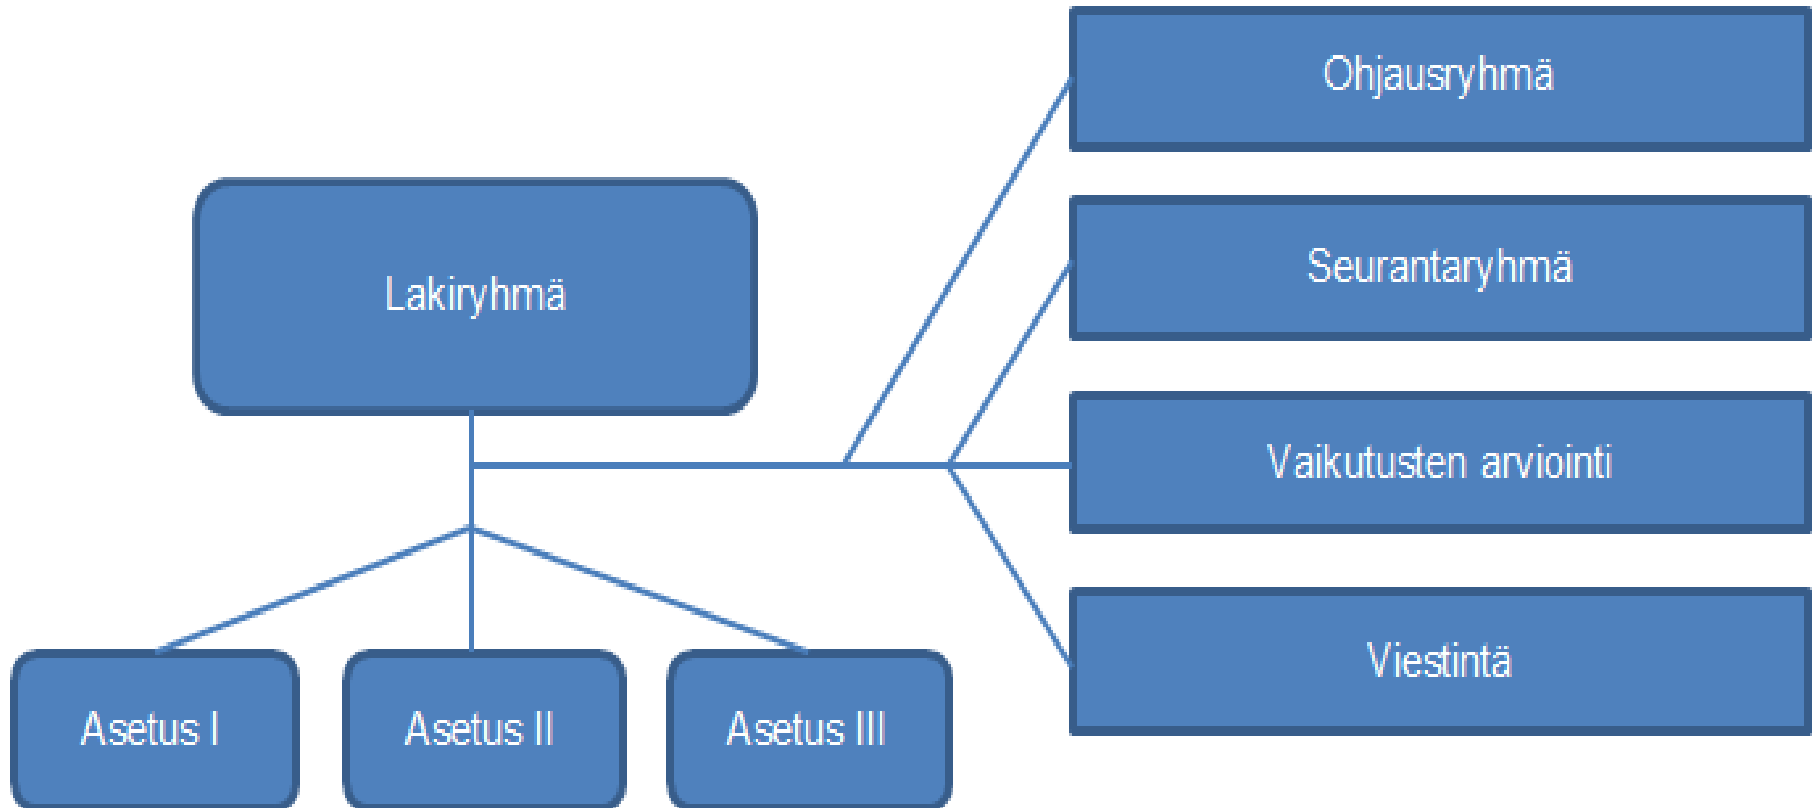 Ohjausryhmä
Seurantaryhmä
Lakiryhmä
Vaikutusten arviointi
Viestintä
Asetus I
Asetus II
Asetus III